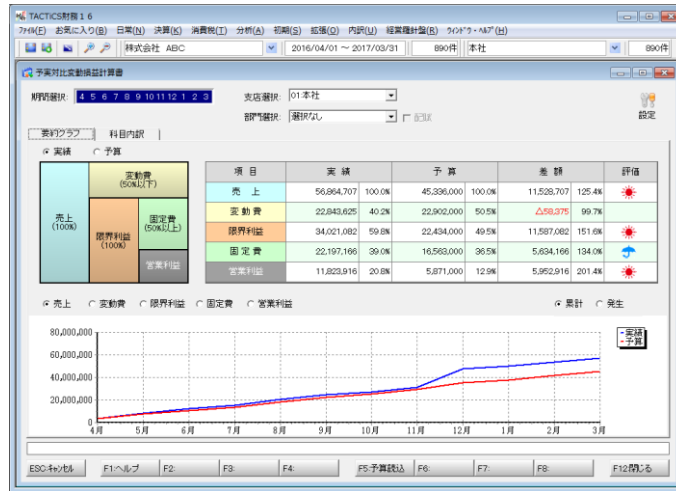 TACTiCS財務16
ファイル(F) お気に入り(B) 日常(N) 決算(K) 消費税(T) 分析(A) 初期(S) 拡張(O) 内訳(U) 経営羅針盤(R) ウィンドウ・ヘルプ(H)
株式会社 ABC 2016/04/01 ～ 2017/03/31 890件 本社 890件
予実対比変動損益計算書
期間選択: 4 5 6 7 8 9 10 11 12 1 2 3 支店選択: 01:本社
部門選択: 選択なし 設定
要約グラフ 科目内訳
実績 予算
項 目 実 績 予 算 差 額 評価
売 上 56,864,707 100.0% 45,336,000 100.0% 11,528,707 125.4%
変 動 費 22,843,625 40.2% 22,902,000 50.5% △58,375 99.7%
限界利益 34,021,082 59.8% 22,434,000 49.5% 11,587,082 151.6%
固 定 費 22,197,166 39.0% 16,563,000 36.5% 5,634,166 134.0%
営業利益 11,823,916 20.8% 5,871,000 12.9% 5,952,916 201.4%
売上
(100%)
変動費
(50%以下)
限界利益
(100%)
固定費
(50%以上)
営業利益
売上 変動費 限界利益 固定費 営業利益 累計 発生
80,000,000
60,000,000
40,000,000
20,000,000
0
4月 5月 6月 7月 8月 9月 10月 11月 12月 1月 2月 3月
実績
予算
ESC:キャンセル F1:ヘルプ F2: F3: F4: F5:予算読込 F6: F7: F8: F12:閉じる